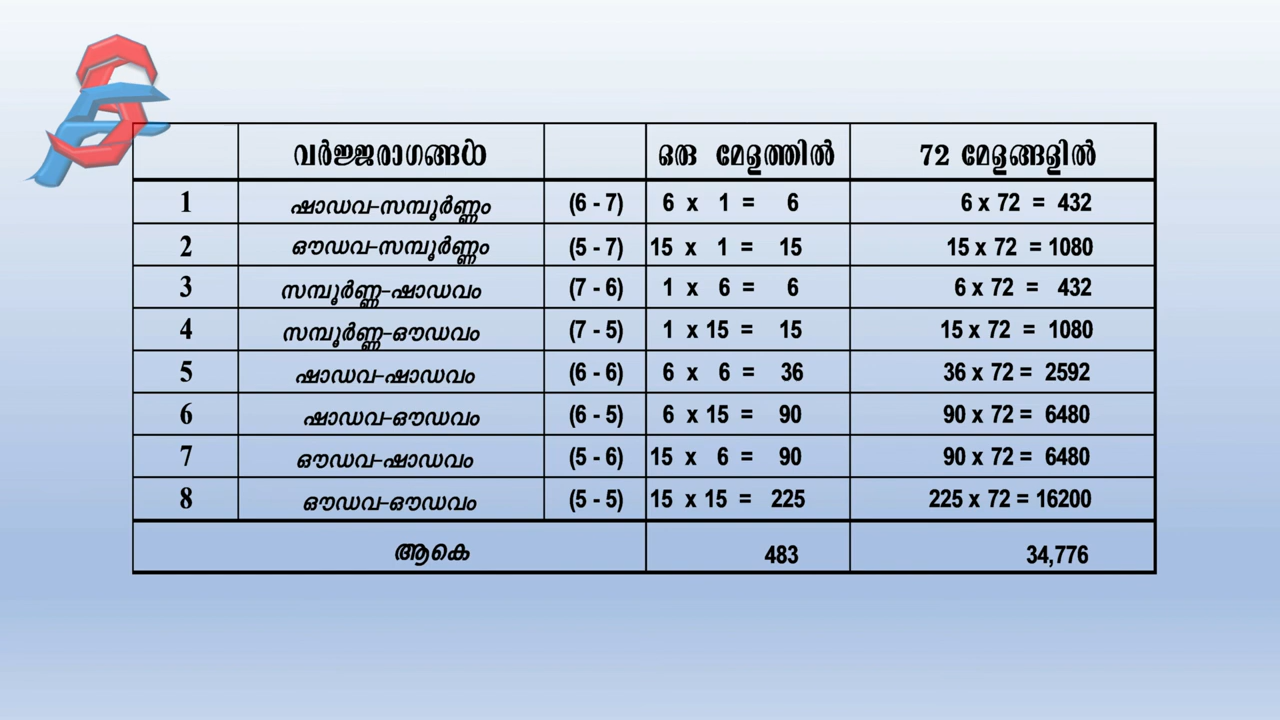 വർജ്ജരാഗങ്ങൾ ഒരു മേളത്തിൽ 72 മേളങ്ങളിൽ
1 ഷാഡവ-സമ്പൂർണ്ണം (6 - 7) 6 x 1 = 6 6 x 72 = 432
2 ഔഡവ-സമ്പൂർണ്ണം (5 - 7) 15 x 1 = 15 15 x 72 = 1080
3 സമ്പൂർണ്ണ-ഷാഡവം (7 - 6) 1 x 6 = 6 6 x 72 = 432
4 സമ്പൂർണ്ണ-ഔഡവം (7 - 5) 1 x 15 = 15 15 x 72 = 1080
5 ഷാഡവ-ഷാഡവം (6 - 6) 6 x 6 = 36 36 x 72 = 2592
6 ഷാഡവ-ഔഡവം (6 - 5) 6 x 15 = 90 90 x 72 = 6480
7 ഔഡവ-ഷാഡവം (5 - 6) 15 x 6 = 90 90 x 72 = 6480
8 ഔഡവ-ഔഡവം (5 - 5) 15 x 15 = 225 225 x 72 = 16200
ആകെ 483 34,776